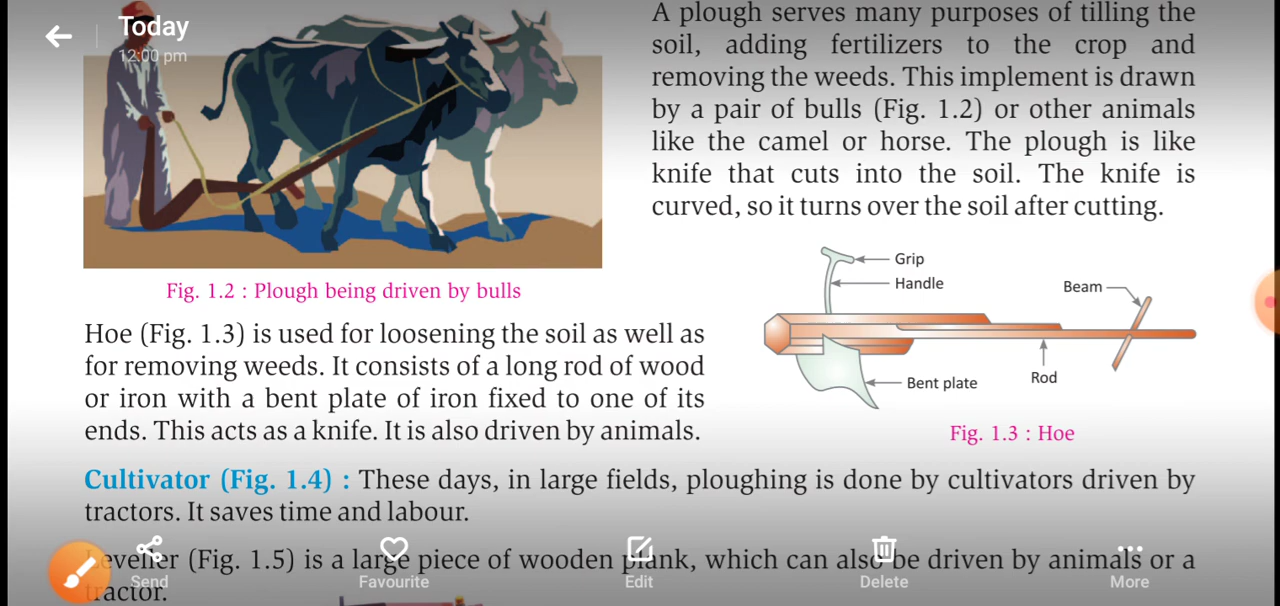 Today
12:00 pm
A plough serves many purposes of tilling the
soil, adding fertilizers to the crop and
removing the weeds. This implement is drawn
by a pair of bulls (Fig. 1.2) or other animals
like the camel or horse. The plough is like
knife that cuts into the soil. The knife is
curved, so it turns over the soil after cutting.
Fig. 1.2 : Plough being driven by bulls
Grip
Handle
Beam
Bent plate
Rod
Fig. 1.3 : Hoe
Hoe (Fig. 1.3) is used for loosening the soil as well as
for removing weeds. It consists of a long rod of wood
or iron with a bent plate of iron fixed to one of its
ends. This acts as a knife. It is also driven by animals.
Cultivator (Fig. 1.4) : These days, in large fields, ploughing is done by cultivators driven by
tractors. It saves time and labour.
Leveller (Fig. 1.5) is a large piece of wooden plank, which can also be driven by animals or a
tractor.
Send
Favourite
Edit
Delete
More